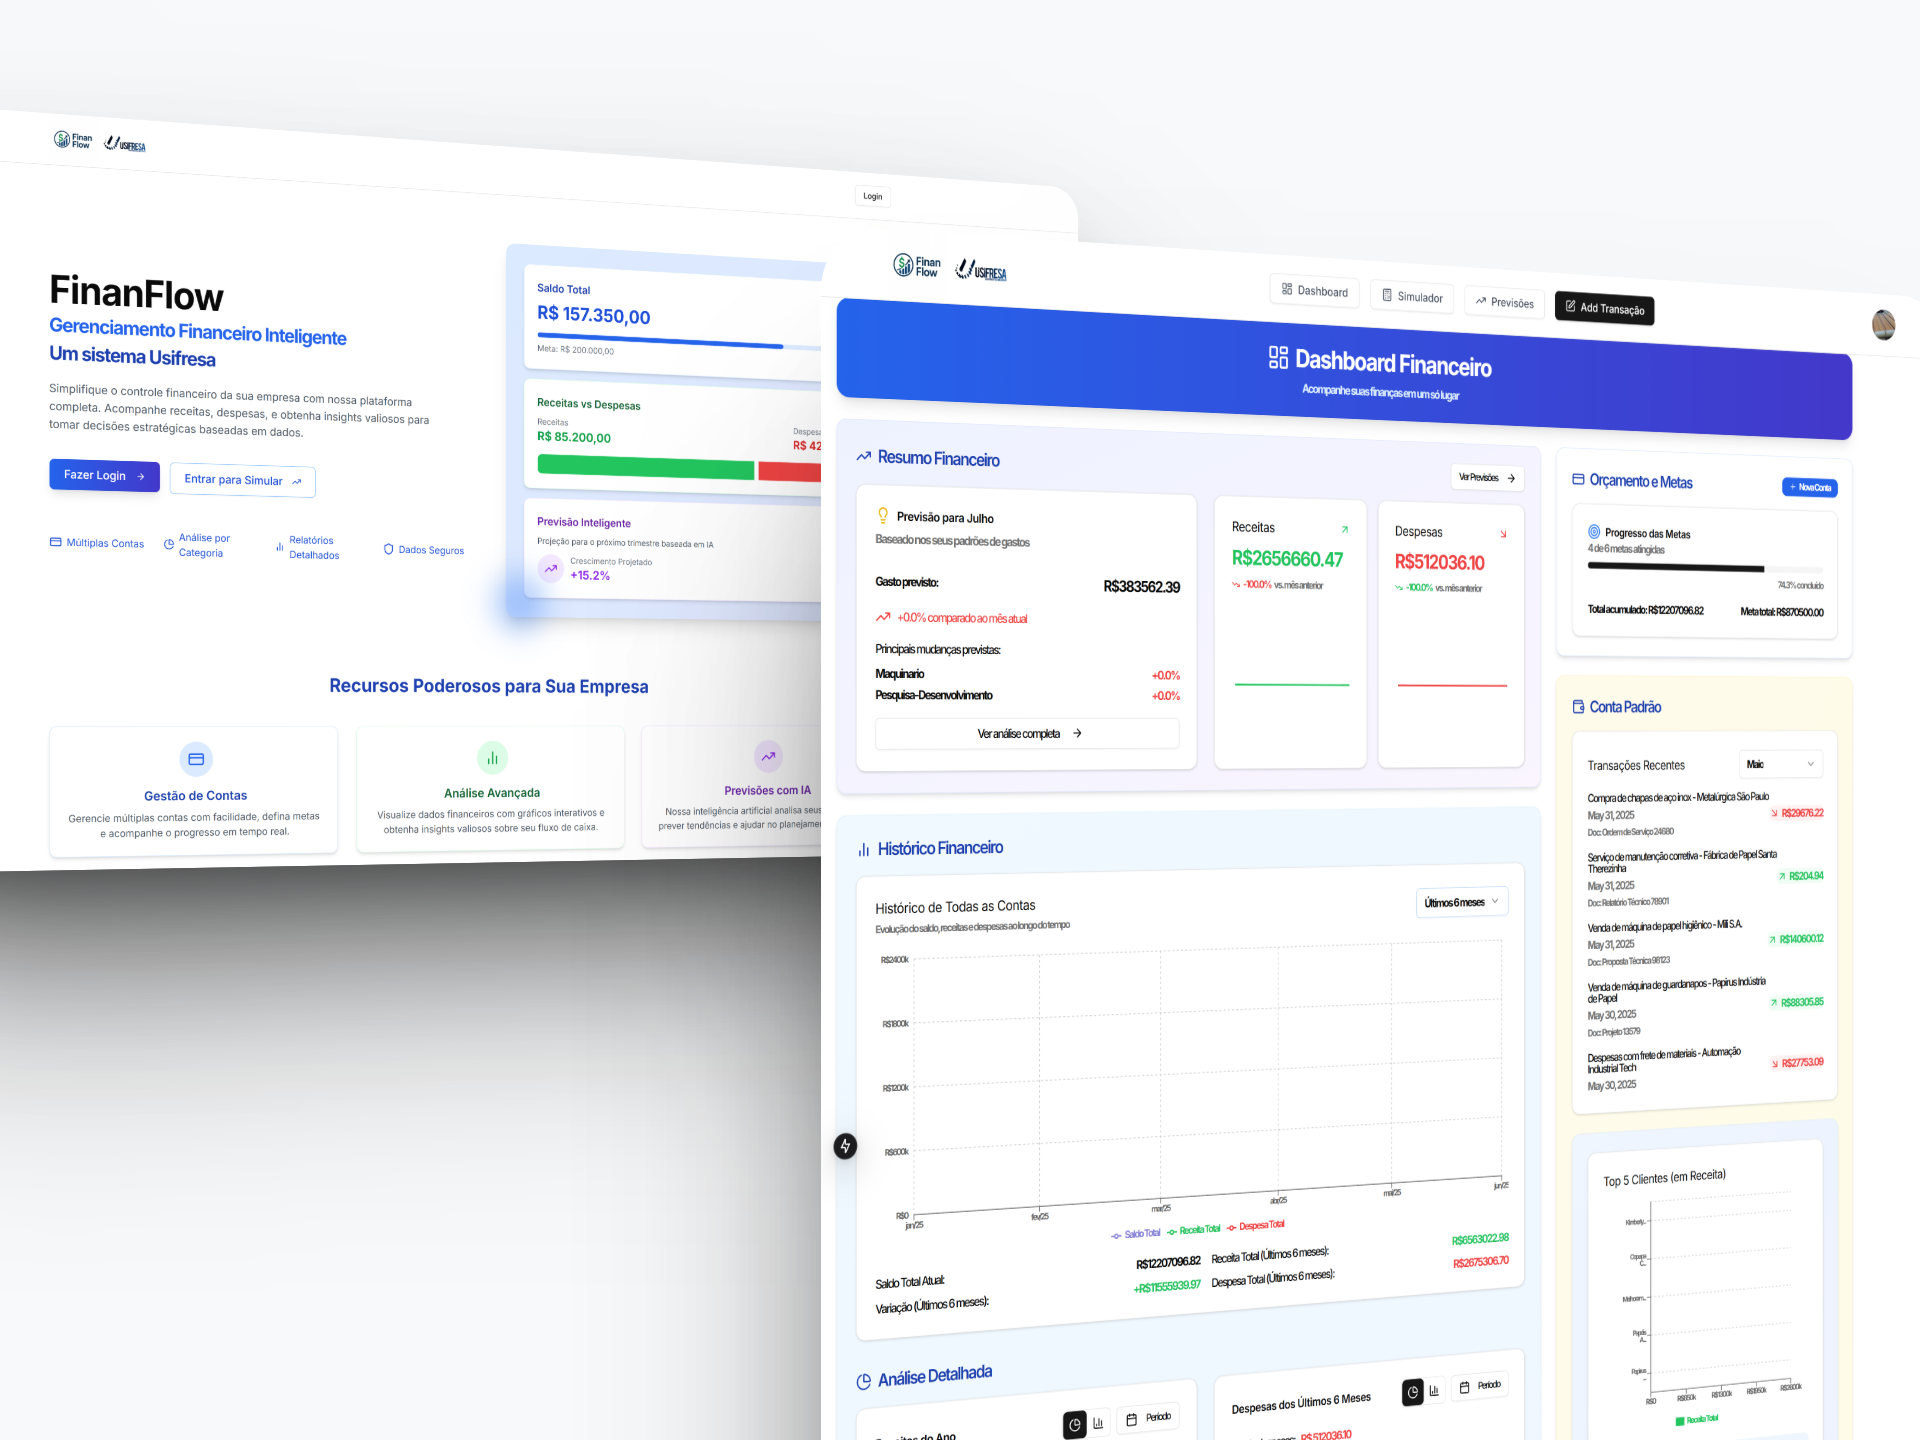 Finan
Flow
USIFRESA
Login
FinanFlow
Gerenciamento Financeiro Inteligente
Um sistema Usifresa
Simplifique o controle financeiro da sua empresa com nossa plataforma
completa. Acompanhe receitas, despesas, e obtenha insights valiosos para
tomar decisões estratégicas baseadas em dados.
Fazer Login
Entrar para Simular
Múltiplas Contas
Análise por
Categoria
Relatórios
Detalhados
Dados Seguros
Saldo Total
R$ 157.350,00
Meta: R$ 200.000,00
Receitas vs Despesas
Receitas
R$ 85.200,00
Despesa
R$ 42
Previsão Inteligente
Projeção para o próximo trimestre baseada em IA
Crescimento Projetado
+15.2%
Recursos Poderosos para Sua Empresa
Gestão de Contas
Gerencie múltiplas contas com facilidade, defina metas
e acompanhe o progresso em tempo real.
Análise Avançada
Visualize dados financeiros com gráficos interativos e
obtenha insights valiosos sobre seu fluxo de caixa.
Previsões com IA
Nossa inteligência artificial analisa seus
prever tendências e ajudar no planejamen
Finan
Flow
USIFRESA
Dashboard
Simulador
Previsões
Add Transação
Dashboard Financeiro
Acompanhe suas finanças em um só lugar
Resumo Financeiro
Ver Previsões
Previsão para Julho
Baseado nos seus padrões de gastos
Gasto previsto:
R$383562.39
+0.0% comparado ao mês atual
Principais mudanças previstas:
Maquinario
+0.0%
Pesquisa-Desenvolvimento
+0.0%
Ver análise completa
Receitas
R$2656660.47
-100.0% vs. mês anterior
Despesas
R$512036.10
-100.0% vs. mês anterior
Orçamento e Metas
+ Nova Conta
Progresso das Metas
4 de 6 metas atingidas
74.3% concluído
Total acumulado: R$12207096.82
Meta total: R$870500.00
Conta Padrão
Transações Recentes
Maio
Compra de chapas de aço inox - Metalúrgica São Paulo
May 31, 2025
R$29676.22
Doc: Ordem de Serviço 24680
Serviço de manutenção corretiva - Fábrica de Papel Santa
Therezinha
May 31, 2025
R$204.94
Doc: Relatório Técnico 78901
Venda de máquina de papel higiênico - Mili S.A.
May 31, 2025
R$140600.12
Doc: Proposta Técnica 98123
Venda de máquina de guardanapos - Papirus Indústria
de Papel
May 30, 2025
R$88305.85
Doc: Projeto 13579
Despesas com frete de materiais - Automação
Industrial Tech
May 30, 2025
R$27753.09
Histórico Financeiro
Histórico de Todas as Contas
Evolução do saldo, receitas e despesas ao longo do tempo
Últimos 6 meses
R$2400k
R$1800k
R$1200k
R$600k
R$0
jan/25
fev/25
mar/25
abr/25
mai/25
jun/25
Saldo Total
Receita Total
Despesa Total
Saldo Total Atual:
R$12207096.82
Receita Total (Últimos 6 meses):
R$6563022.98
Variação (Últimos 6 meses):
+R$11555939.97
Despesa Total (Últimos 6 meses):
R$2675306.70
Top 5 Clientes (em Receita)
Kimberly...
Copapa
C...
Melhoram...
Papéis
A...
Papirus
...
R$0
R$650k
R$1300k
R$1950k
R$2600k
Receita Total
Análise Detalhada
Receitas do Ano
Período
Despesas dos Últimos 6 Meses
Período
R$ 512036.10